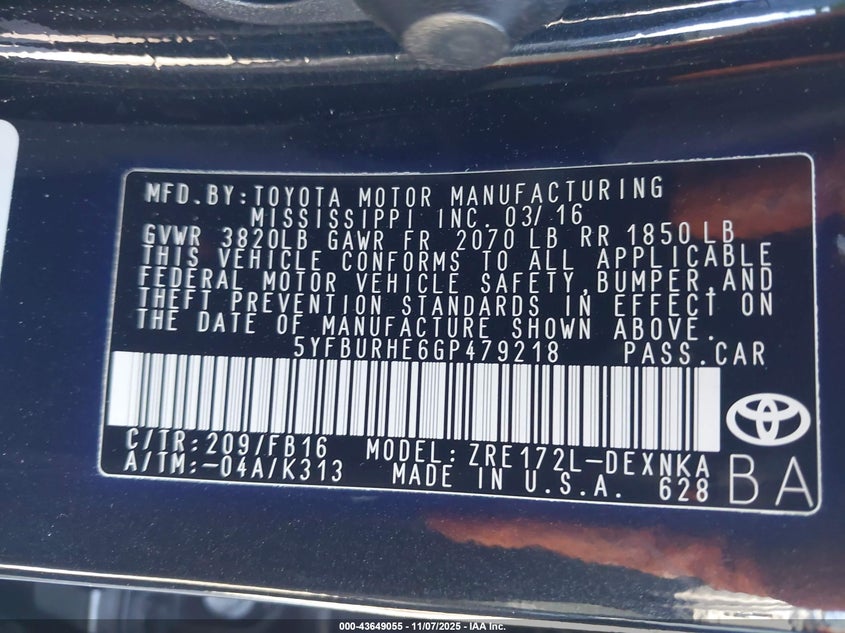 MFD.BY:TOYOTA MOTOR MANUFACTURING
MISSISSIPPI INC. 03/16
GVWR 3820LB GAWR FR 2070 LB RR 1850 LB
THIS VEHICLE CONFORMS TO ALL APPLICABLE
FEDERAL MOTOR VEHICLE SAFETY,BUMPER,AND
THEFT PREVENTION STANDARDS IN EFFECT ON
THE DATE OF MANUFACTURE SHOWN ABOVE.
5YFBURHE6GP479218 PASS.CAR
C/TR:209/FB16 MODEL:ZRE172L-DEXNKA
A/TM:-04A/K313 MADE IN U.S.A. 628 BA
000-43649055 - 11/07/2025 - IAA Inc.